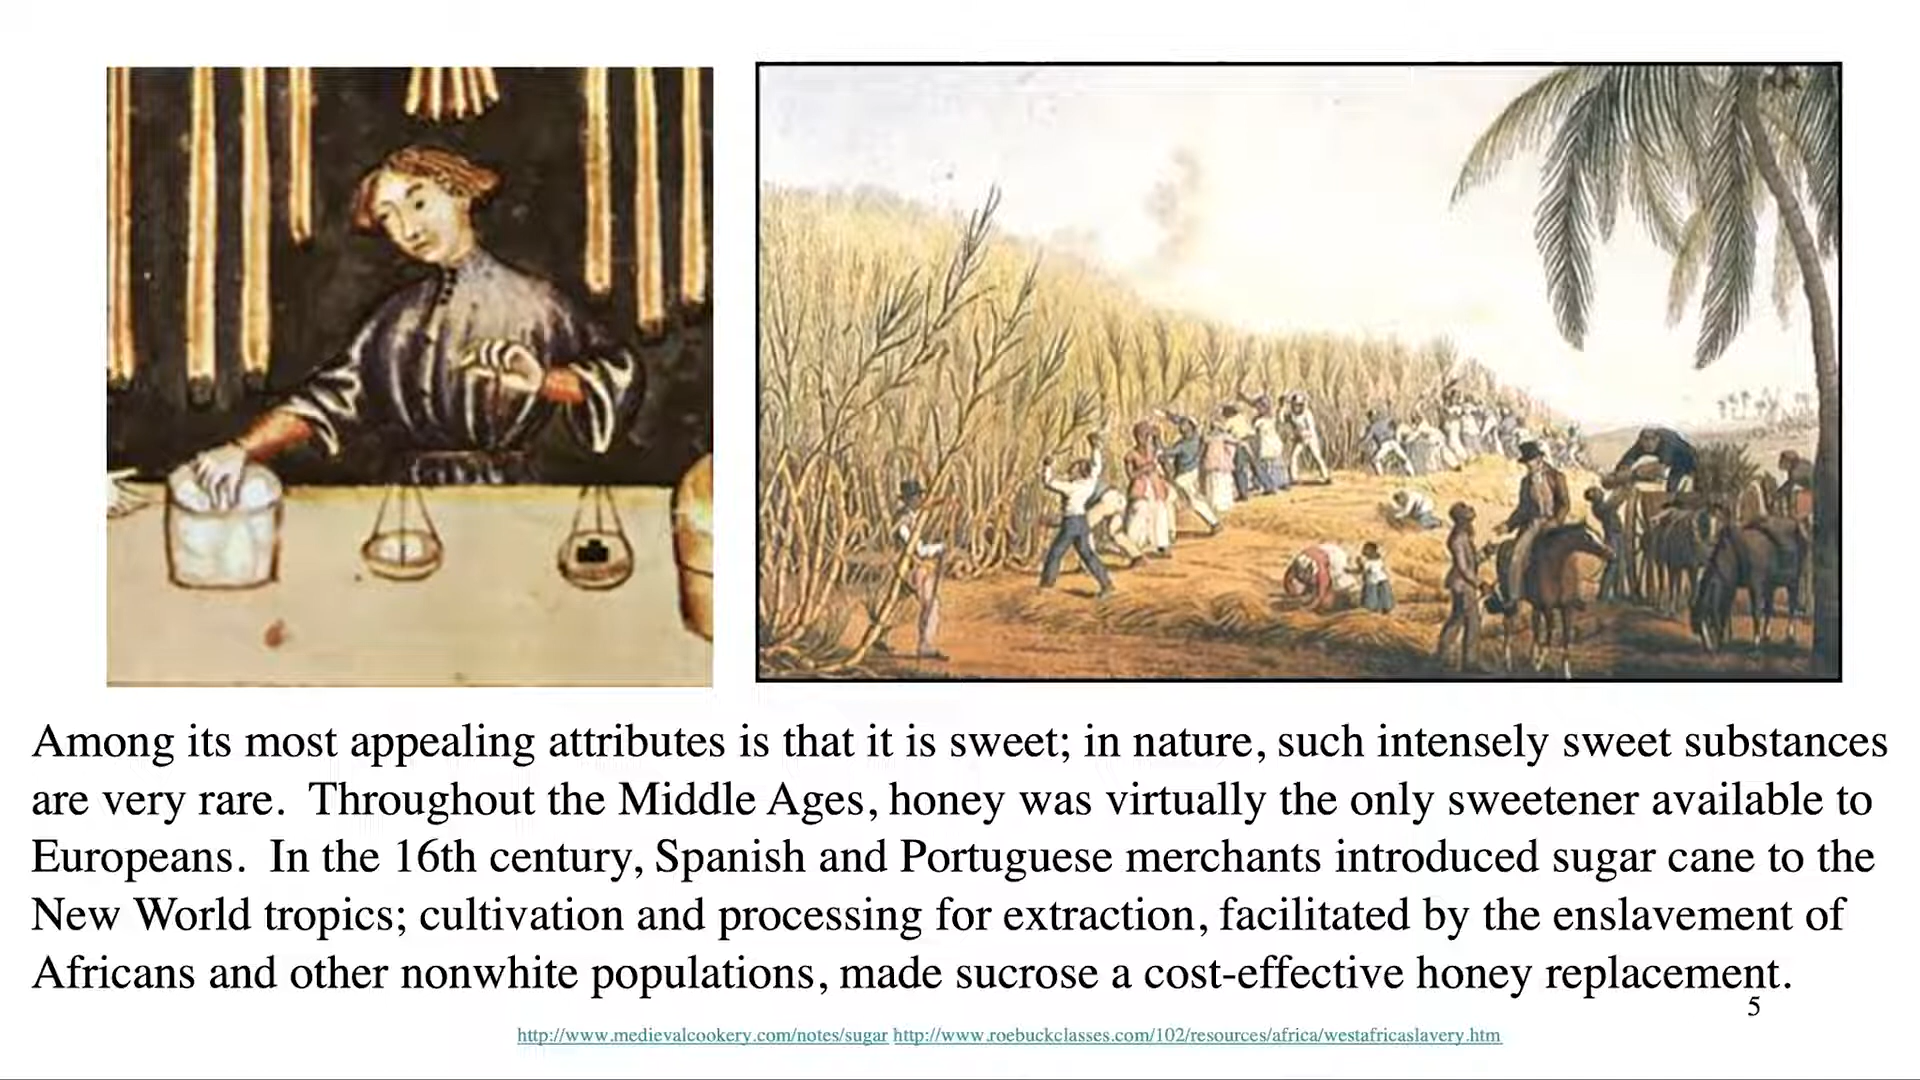 Among its most appealing attributes is that it is sweet; in nature, such intensely sweet substances
are very rare.  Throughout the Middle Ages, honey was virtually the only sweetener available to
Europeans.  In the 16th century, Spanish and Portuguese merchants introduced sugar cane to the
New World tropics; cultivation and processing for extraction, facilitated by the enslavement of
Africans and other nonwhite populations, made sucrose a cost-effective honey replacement.
5
http://www.medievalcookery.com/notes/sugar http://www.roebuckclasses.com/102/resources/africa/westafricaslavery.htm